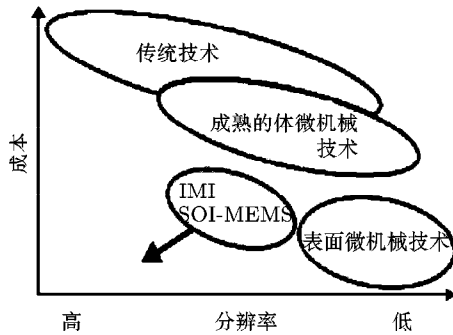 传统技术
成熟的体微机械
技术
IMI
SOI-MEMS
表面微机械技术
成本
高 分辨率 低